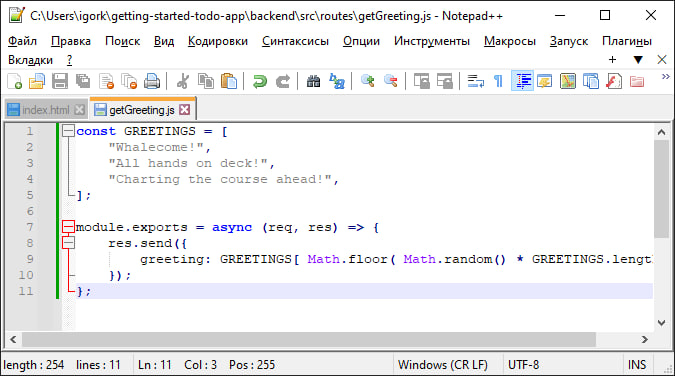 C:\Users\igork\getting-started-todo-app\backend\src\routes\getGreeting.js - Notepad++
Файл Правка Поиск Вид Кодировки Синтаксисы Опции Инструменты Макросы Запуск Плагины
Вкладки ? + ▼ X
index.html getGreeting.js
1 const GREETINGS = [
2 "Whalecome!",
3 "All hands on deck!",
4 "Charting the course ahead!",
5 ];
6
7 module.exports = async (req, res) => {
8 res.send({
9 greeting: GREETINGS[ Math.floor( Math.random() * GREETINGS.lengt
10 });
11 };
length : 254 lines : 11 Ln : 11 Col : 3 Pos : 255 Windows (CR LF) UTF-8 INS